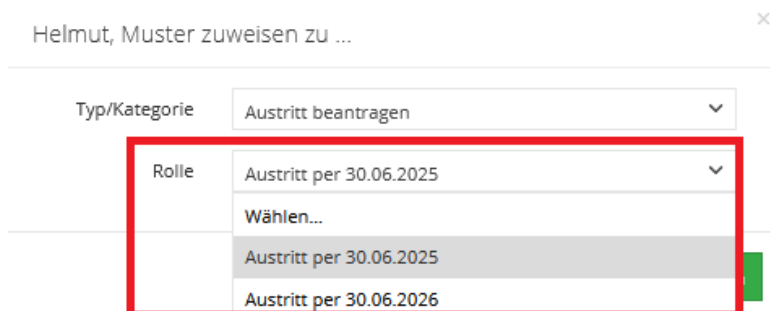 Helmut, Muster zuweisen zu ...
×
Typ/Kategorie
Austritt beantragen
Rolle
Austritt per 30.06.2025
Wählen...
Austritt per 30.06.2025
Austritt per 30.06.2026